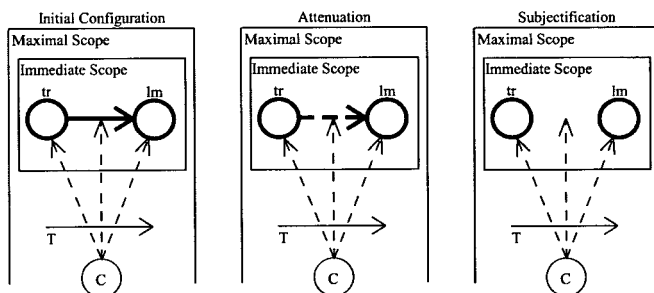 Initial Configuration
Maximal Scope
Immediate Scope
tr lm
T
C
Attenuation
Maximal Scope
Immediate Scope
tr lm
T
C
Subjectification
Maximal Scope
Immediate Scope
tr lm
T
C